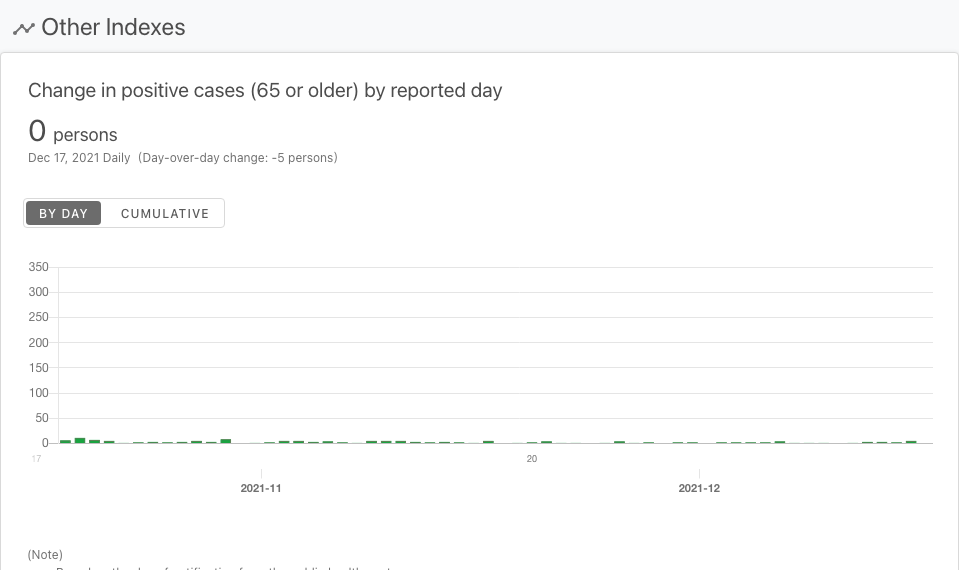 Other Indexes
Change in positive cases (65 or older) by reported day
0 persons
Dec 17, 2021 Daily (Day-over-day change: -5 persons)
BY DAY CUMULATIVE
350
300
250
200
150
100
50
0
17 20
2021-11 2021-12
(Note)